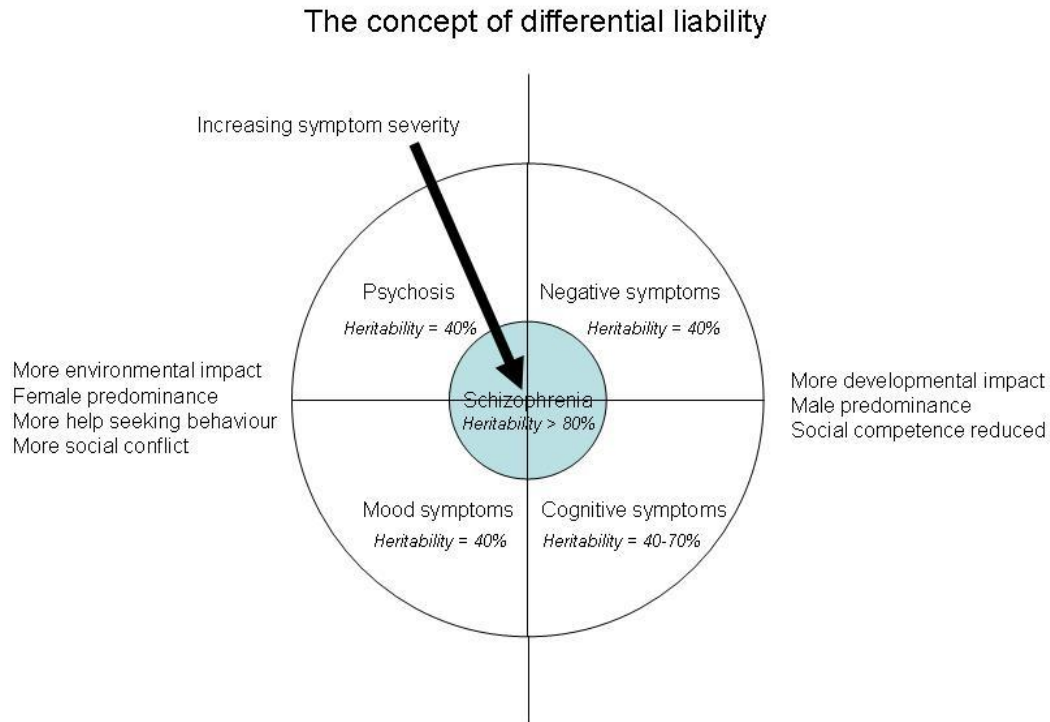 The concept of differential liability
Increasing symptom severity
Psychosis
Heritability = 40%
Negative symptoms
Heritability = 40%
More environmental impact
Female predominance
More help seeking behaviour
More social conflict
Schizophrenia
Heritability > 80%
More developmental impact
Male predominance
Social competence reduced
Mood symptoms
Heritability = 40%
Cognitive symptoms
Heritability = 40-70%